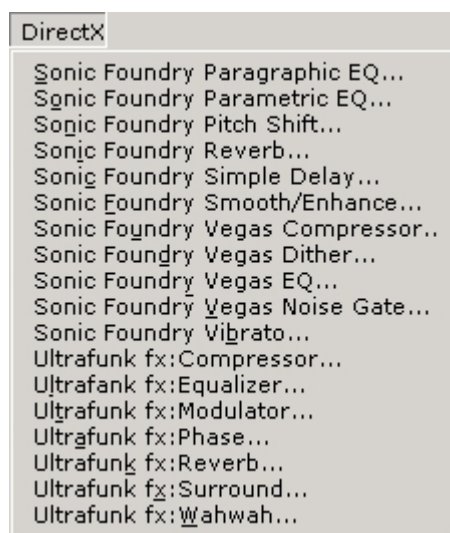 DirectX
Sonic Foundry Paragraphic EQ...
Sonic Foundry Parametric EQ...
Sonic Foundry Pitch Shift...
Sonic Foundry Reverb...
Sonic Foundry Simple Delay...
Sonic Foundry Smooth/Enhance...
Sonic Foundry Vegas Compressor..
Sonic Foundry Vegas Dither...
Sonic Foundry Vegas EQ...
Sonic Foundry Vegas Noise Gate...
Sonic Foundry Vibrato...
Ultrafunk fx:Compressor...
Ultrafank fx:Equalizer...
Ultrafunk fx:Modulator...
Ultrafunk fx:Phase...
Ultrafunk fx:Reverb...
Ultrafunk fx:Surround...
Ultrafunk fx:Wahwah...